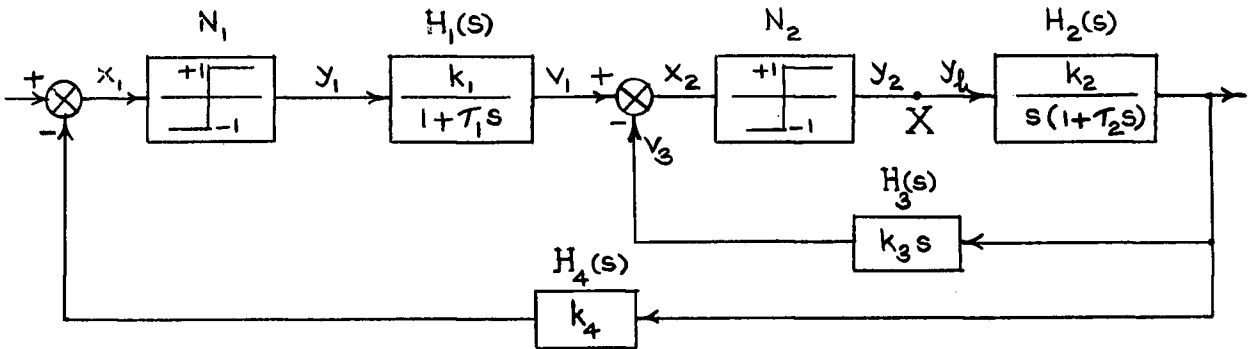 N₁ H₁(s) N₂ H₂(s)
+ x₁ +1 -1 y₁ k₁ / 1+τ₁s v₁ + x₂ +1 -1 y₂ y_l k₂ / s(1+τ₂s)
- - X
v₃
H₃(s)
k₃s
H₄(s)
k₄